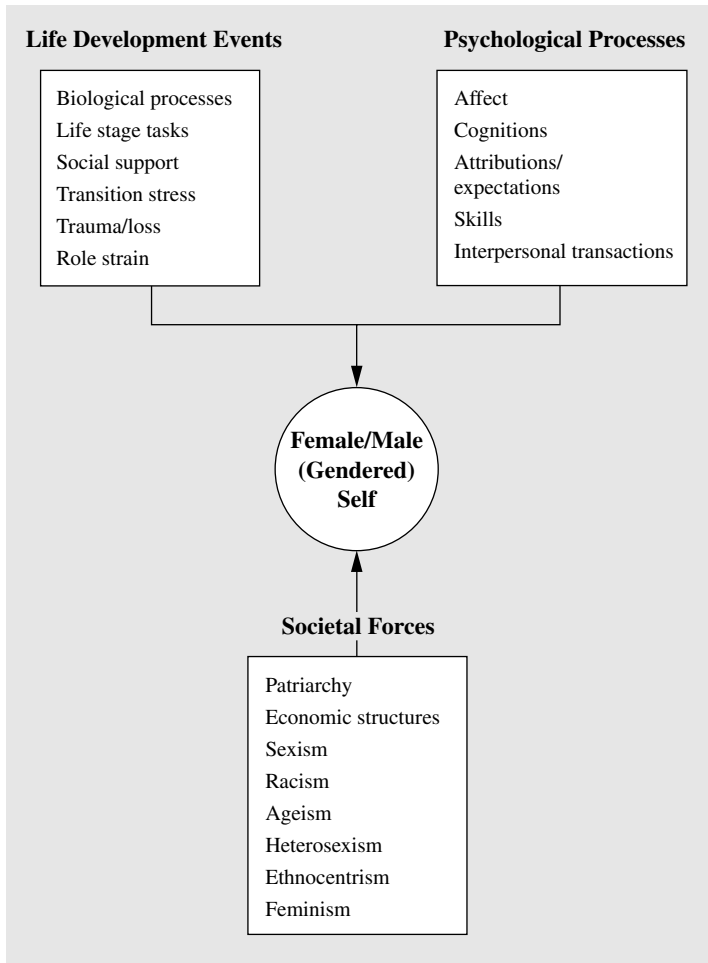 Life Development Events
Biological processes
Life stage tasks
Social support
Transition stress
Trauma/loss
Role strain
Psychological Processes
Affect
Cognitions
Attributions/
expectations
Skills
Interpersonal transactions
Female/Male
(Gendered)
Self
Societal Forces
Patriarchy
Economic structures
Sexism
Racism
Ageism
Heterosexism
Ethnocentrism
Feminism